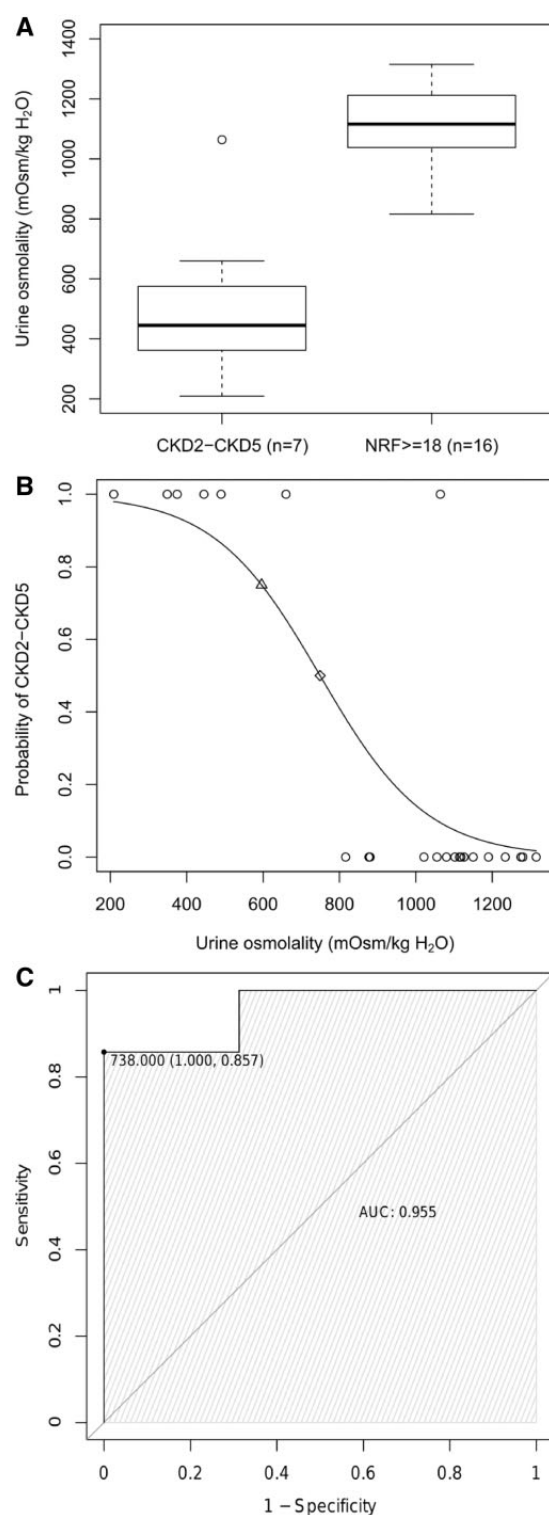 A
Urine osmolality (mOsm/kg H₂O)
1400
1200
1000
800
600
400
200
CKD2−CKD5 (n=7)
NRF>=18 (n=16)
B
Probability of CKD2−CKD5
1.0
0.8
0.6
0.4
0.2
0.0
200
400
600
800
1000
1200
Urine osmolality (mOsm/kg H₂O)
C
Sensitivity
1
0.8
0.6
0.4
0.2
0
738.000 (1.000, 0.857)
AUC: 0.955
0
0.2
0.4
0.6
0.8
1
1 − Specificity